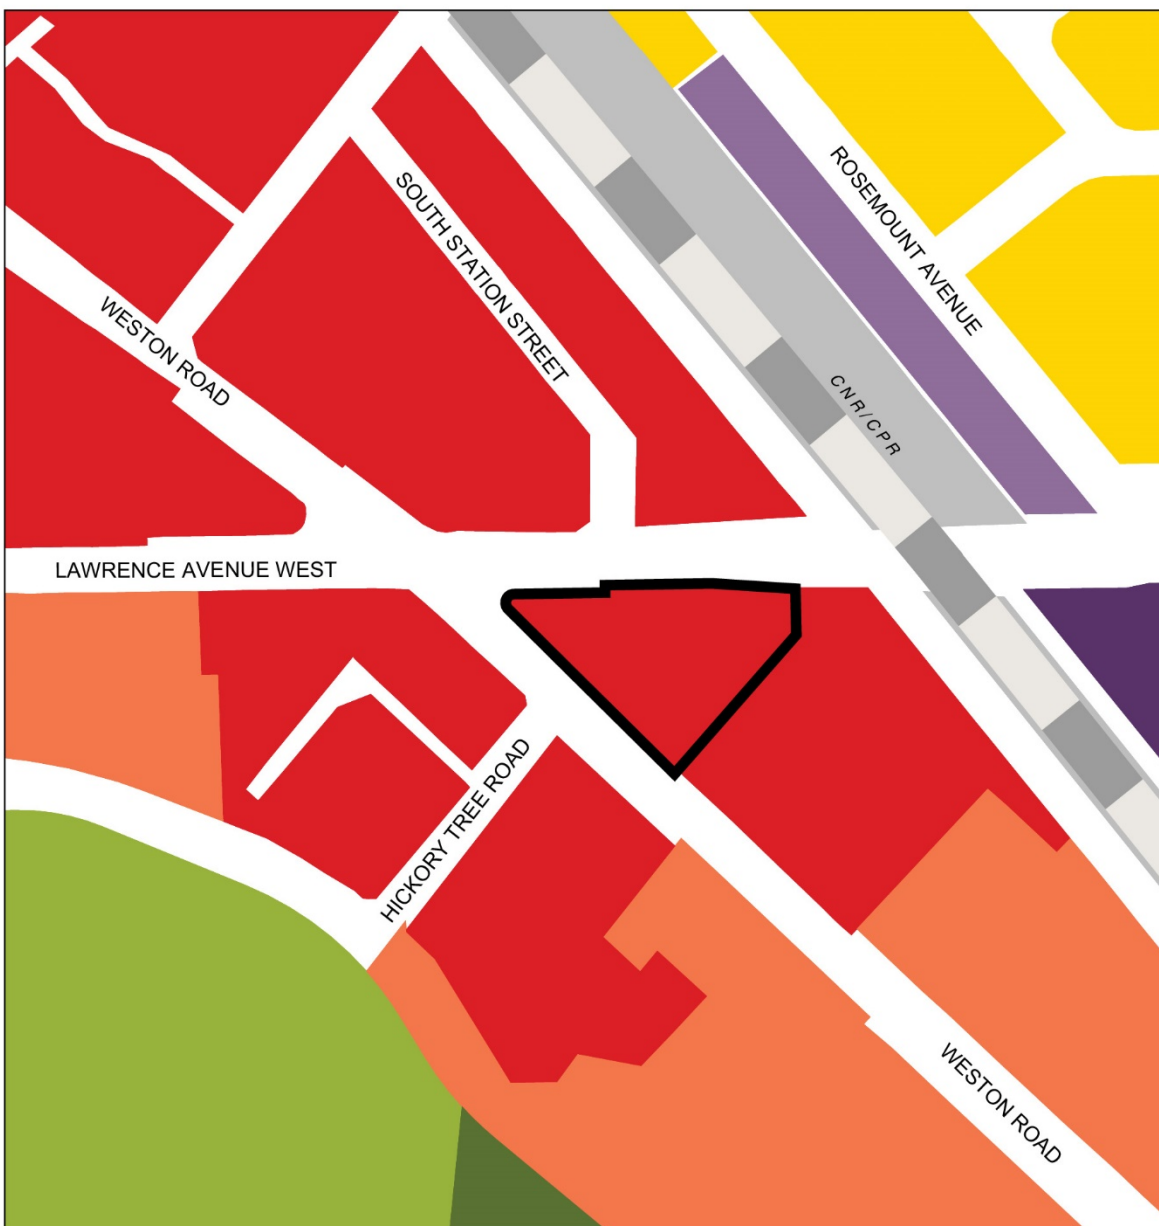 ROSEMOUNT AVENUE
SOUTH STATION STREET
WESTON ROAD
CNR/CPR
LAWRENCE AVENUE WEST
HICKORY TREE ROAD
WESTON ROAD